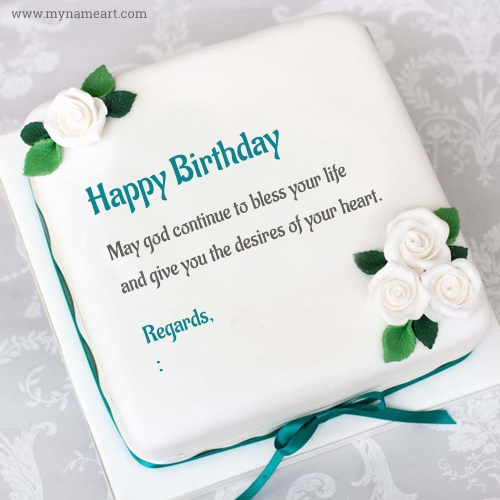 www.mynameart.com
Happy Birthday
May god continue to bless your life
and give you the desires of your heart.
Regards,
: